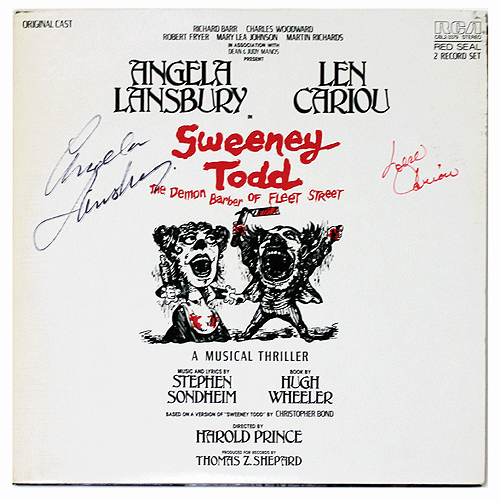 ORIGINAL CAST
RCA
CBL2-3379 STEREO
RED SEAL
2 RECORD SET
RICHARD BARR CHARLES WOODWARD
ROBERT FRYER MARY LEA JOHNSON MARTIN RICHARDS
IN ASSOCIATION WITH
DEAN & JUDY MANOS
PRESENT
ANGELA LANSBURY
LEN CARIOU
IN
Sweeney
Todd
The Demon Barber OF FLEET STREET
Angela
Lansbury
Len
Cariou
A MUSICAL THRILLER
MUSIC AND LYRICS BY
STEPHEN
SONDHEIM
BOOK BY
HUGH
WHEELER
BASED ON A VERSION OF "SWEENEY TODD" BY CHRISTOPHER BOND
DIRECTED BY
HAROLD PRINCE
PRODUCED FOR RECORDS BY
THOMAS Z. SHEPARD